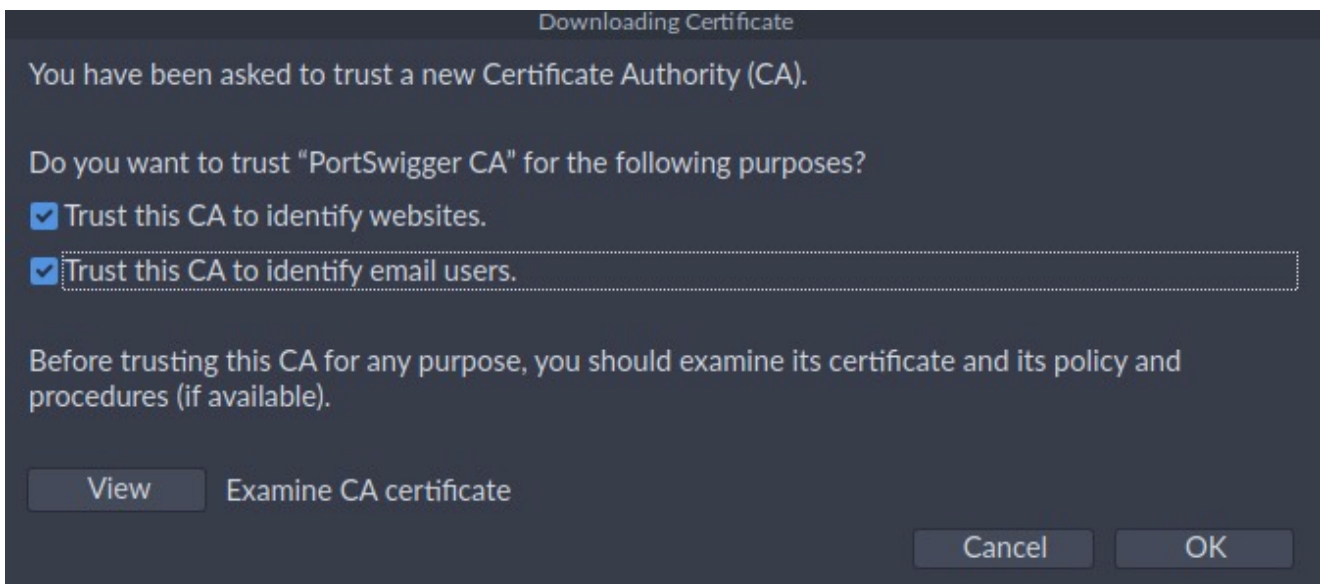 Downloading Certificate
You have been asked to trust a new Certificate Authority (CA).
Do you want to trust “PortSwigger CA” for the following purposes?
Trust this CA to identify websites.
Trust this CA to identify email users.
Before trusting this CA for any purpose, you should examine its certificate and its policy and
procedures (if available).
View Examine CA certificate
Cancel OK